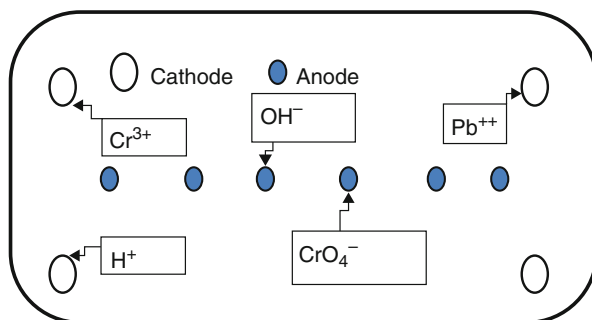 Cathode
Anode
OH⁻
Pb⁺⁺
Cr³⁺
H⁺
CrO₄⁻